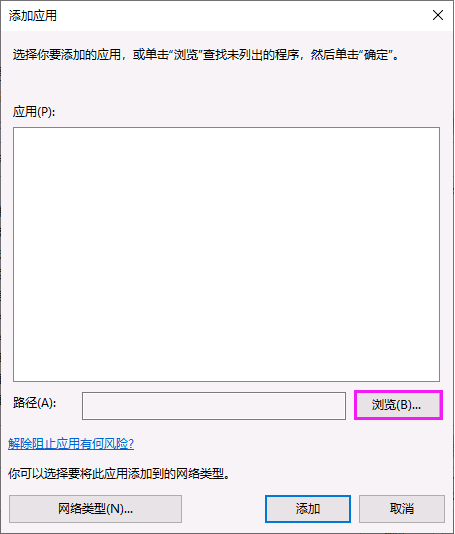 添加应用
选择你要添加的应用，或单击"浏览"查找未列出的程序，然后单击"确定"。
应用(P):
路径(A):
浏览(B)...
解除阻止应用有何风险?
你可以选择要将此应用添加到的网络类型。
网络类型(N)...
添加
取消